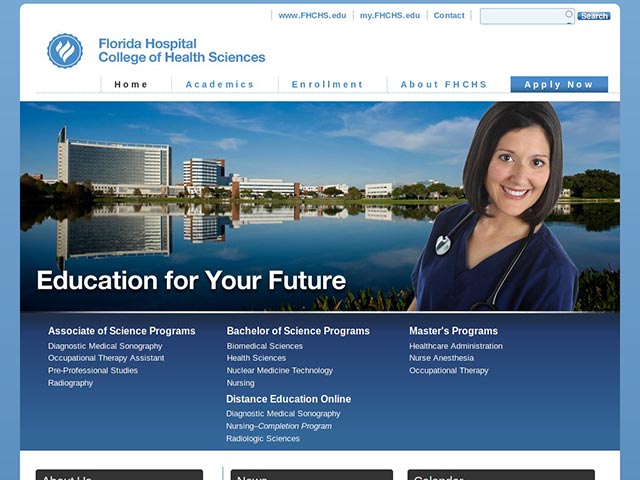 www.FHCHS.edu
my.FHCHS.edu
Contact
Search
Florida Hospital
College of Health Sciences
Home
Academics
Enrollment
About FHCHS
Apply Now
Education for Your Future
Associate of Science Programs
Diagnostic Medical Sonography
Occupational Therapy Assistant
Pre-Professional Studies
Radiography
Bachelor of Science Programs
Biomedical Sciences
Health Sciences
Nuclear Medicine Technology
Nursing
Distance Education Online
Diagnostic Medical Sonography
Nursing–Completion Program
Radiologic Sciences
Master's Programs
Healthcare Administration
Nurse Anesthesia
Occupational Therapy
About Us
News
Calendar